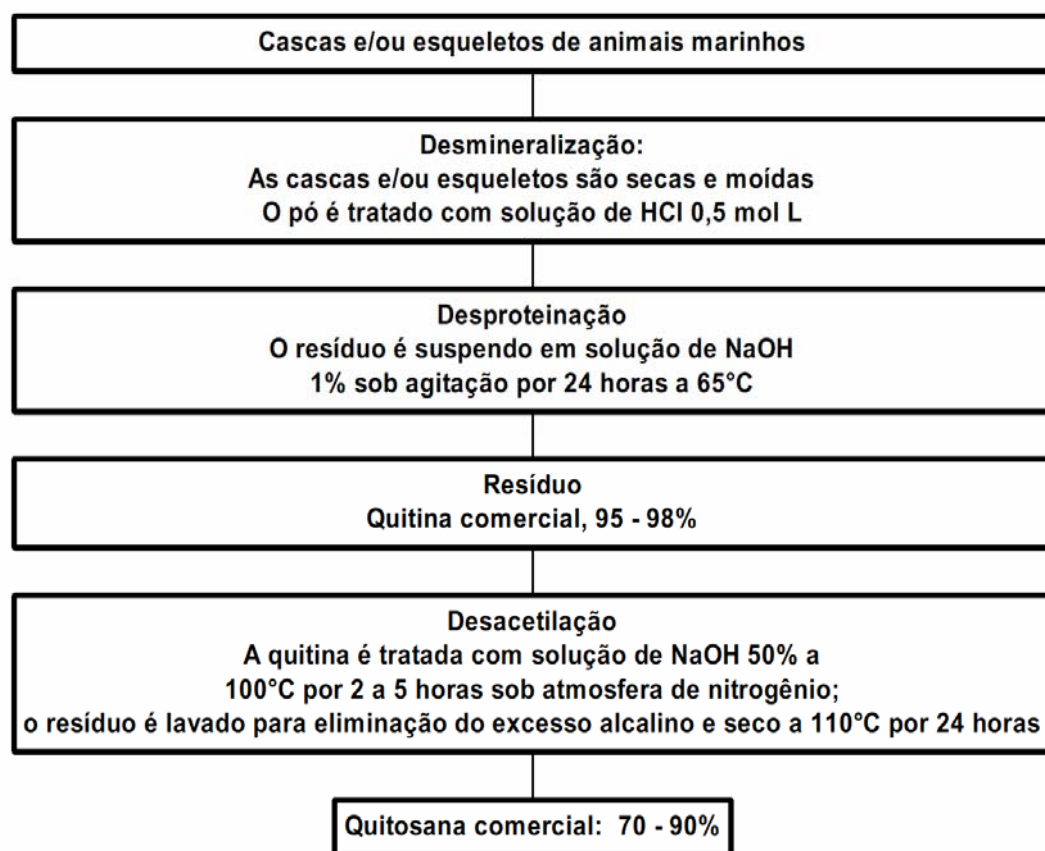 Cascas e/ou esqueletos de animais marinhos
Desmineralização:
As cascas e/ou esqueletos são secas e moídas
O pó é tratado com solução de HCl 0,5 mol L
Desproteinação
O resíduo é suspendo em solução de NaOH
1% sob agitação por 24 horas a 65°C
Resíduo
Quitina comercial, 95 - 98%
Desacetilação
A quitina é tratada com solução de NaOH 50% a
100°C por 2 a 5 horas sob atmosfera de nitrogênio;
o resíduo é lavado para eliminação do excesso alcalino e seco a 110°C por 24 horas
Quitosana comercial: 70 - 90%